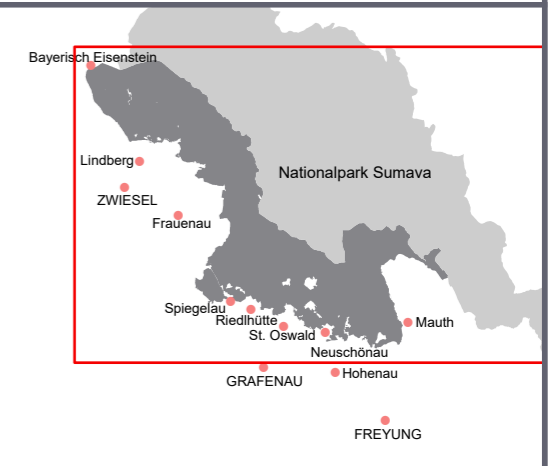 Bayerisch Eisenstein
Lindberg
Nationalpark Sumava
ZWIESEL
Frauenau
Spiegelau
Riedlhütte
Mauth
St. Oswald
Neuschönau
Hohenau
GRAFENAU
FREYUNG